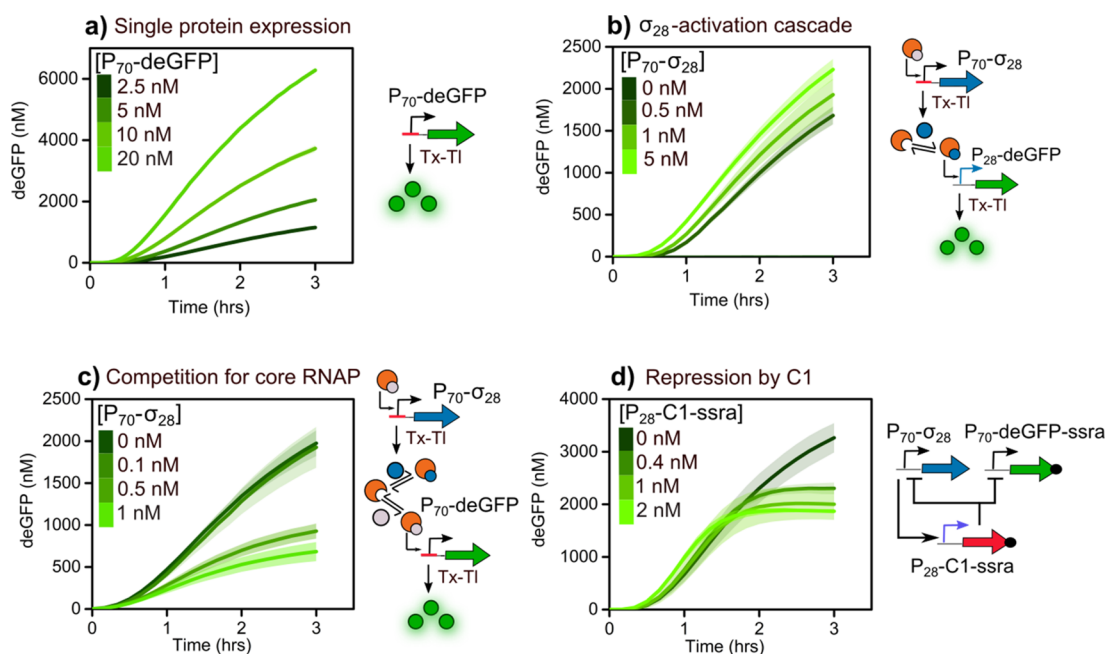 a) Single protein expression
[P70-deGFP]
2.5 nM
5 nM
10 nM
20 nM
6000
4000
2000
0
deGFP (nM)
0 1 2 3
Time (hrs)
P70-deGFP
Tx-Tl
b) σ28-activation cascade
[P70-σ28]
0 nM
0.5 nM
1 nM
5 nM
2500
2000
1500
1000
500
0
deGFP (nM)
0 1 2 3
Time (hrs)
P70-σ28
Tx-Tl
P28-deGFP
Tx-Tl
c) Competition for core RNAP
[P70-σ28]
0 nM
0.1 nM
0.5 nM
1 nM
2500
2000
1500
1000
500
0
deGFP (nM)
0 1 2 3
Time (hrs)
P70-σ28
Tx-Tl
P70-deGFP
Tx-Tl
d) Repression by C1
[P28-C1-ssra]
0 nM
0.4 nM
1 nM
2 nM
4000
3000
2000
1000
0
deGFP (nM)
0 1 2 3
Time (hrs)
P70-σ28 P70-deGFP-ssra
P28-C1-ssra